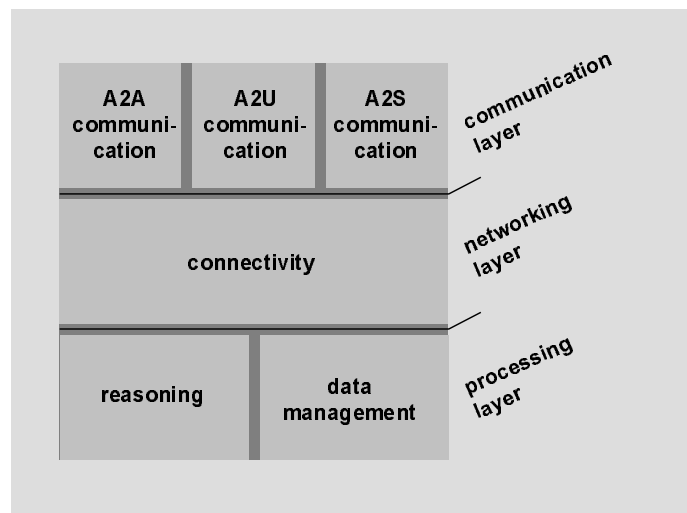 A2A
communi-
cation
A2U
communi-
cation
A2S
communi-
cation
communication
layer
connectivity
networking
layer
reasoning
data
management
processing
layer